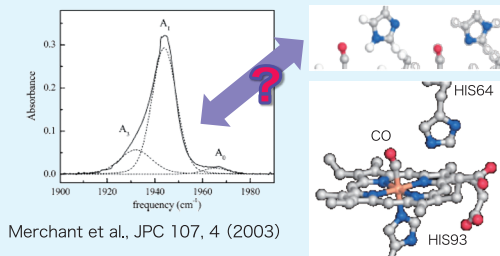 A1
0.3
0.2
0.1
0.0
Absorbance
A3
A0
1900
1920
1940
1960
1980
frequency (cm-1)
?
Merchant et al., JPC 107, 4 (2003)
HIS64
CO
HIS93